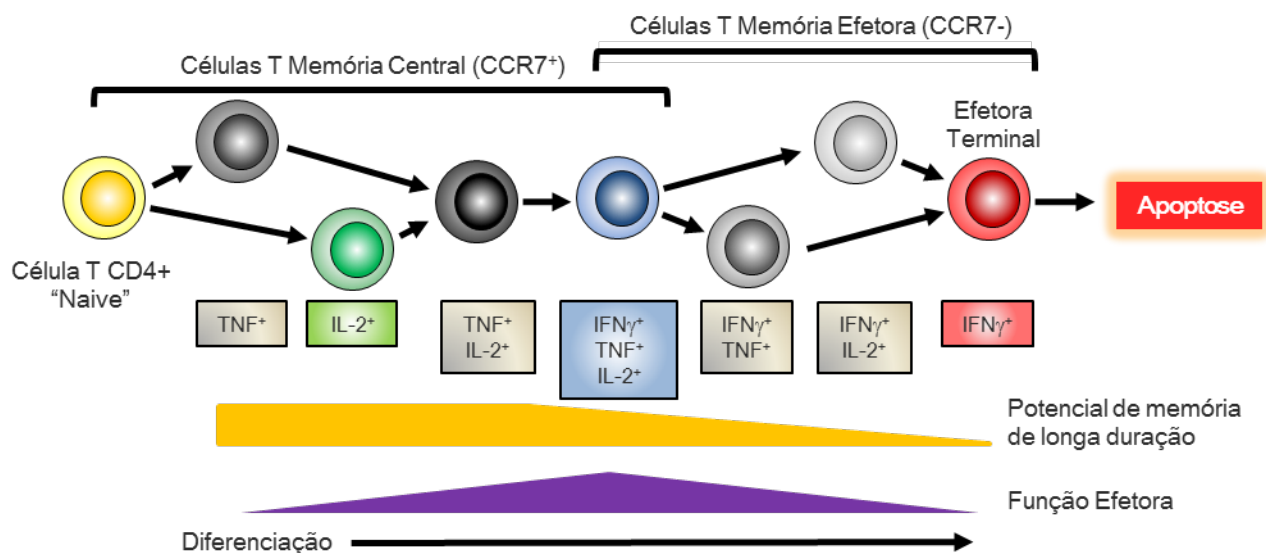 Células T Memória Efetora (CCR7-)
Células T Memória Central (CCR7⁺)
Efetora
Terminal
Apoptose
Célula T CD4+
“Naive”
TNF⁺
IL-2⁺
TNF⁺
IL-2⁺
IFNγ⁺
TNF⁺
IL-2⁺
IFNγ⁺
TNF⁺
IFNγ⁺
IL-2⁺
IFNγ⁺
Potencial de memória
de longa duração
Função Efetora
Diferenciação